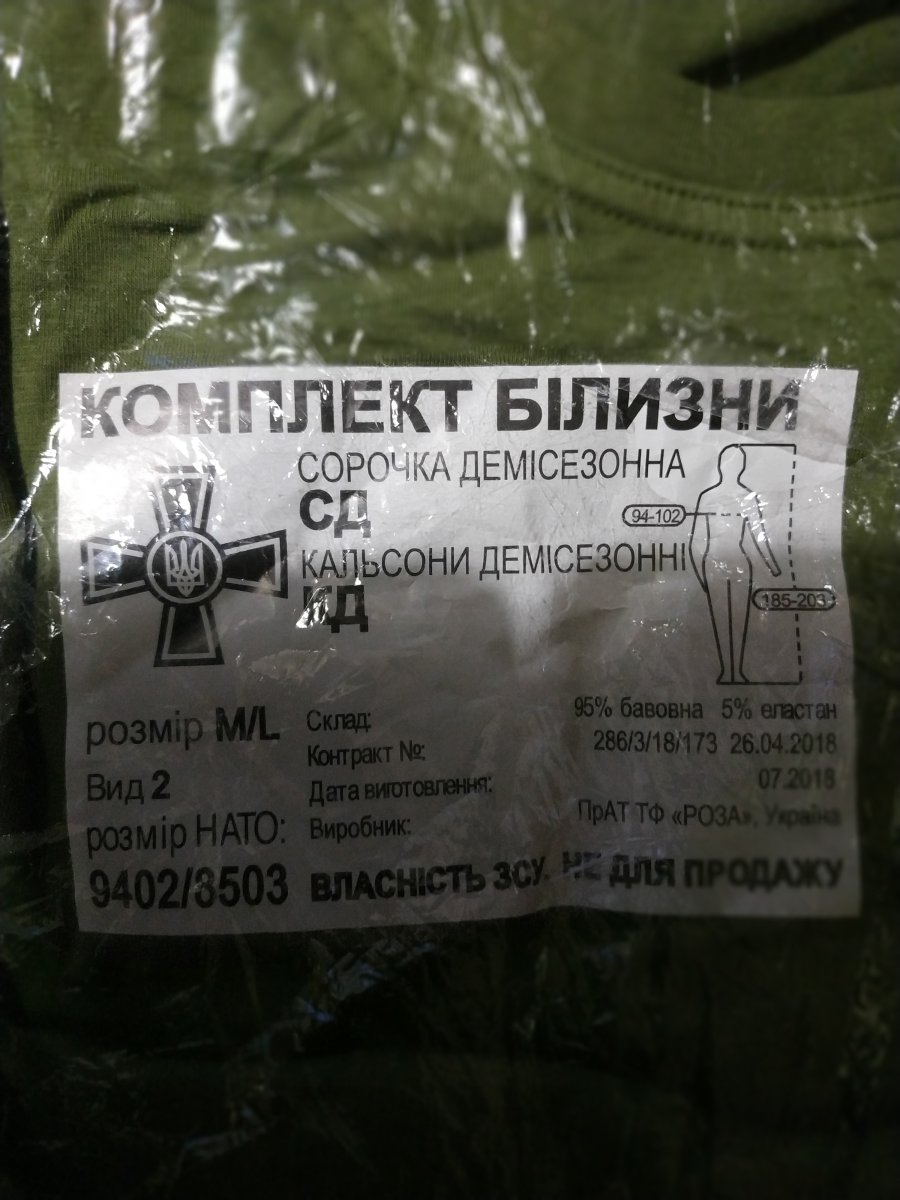 КОМПЛЕКТ БІЛИЗНИ
СОРОЧКА ДЕМІСЕЗОННА
СД
94-102
КАЛЬСОНИ ДЕМІСЕЗОННІ
КД
185-203
розмір M/L
Вид 2
розмір НАТО:
9402/8503
Склад: 95% бавовна 5% еластан
Контракт №: 286/3/18/173 26.04.2018
Дата виготовлення: 07.2018
Виробник: ПрАТ ТФ «РОЗА», Україна
ВЛАСНІСТЬ ЗСУ. НЕ ДЛЯ ПРОДАЖУ